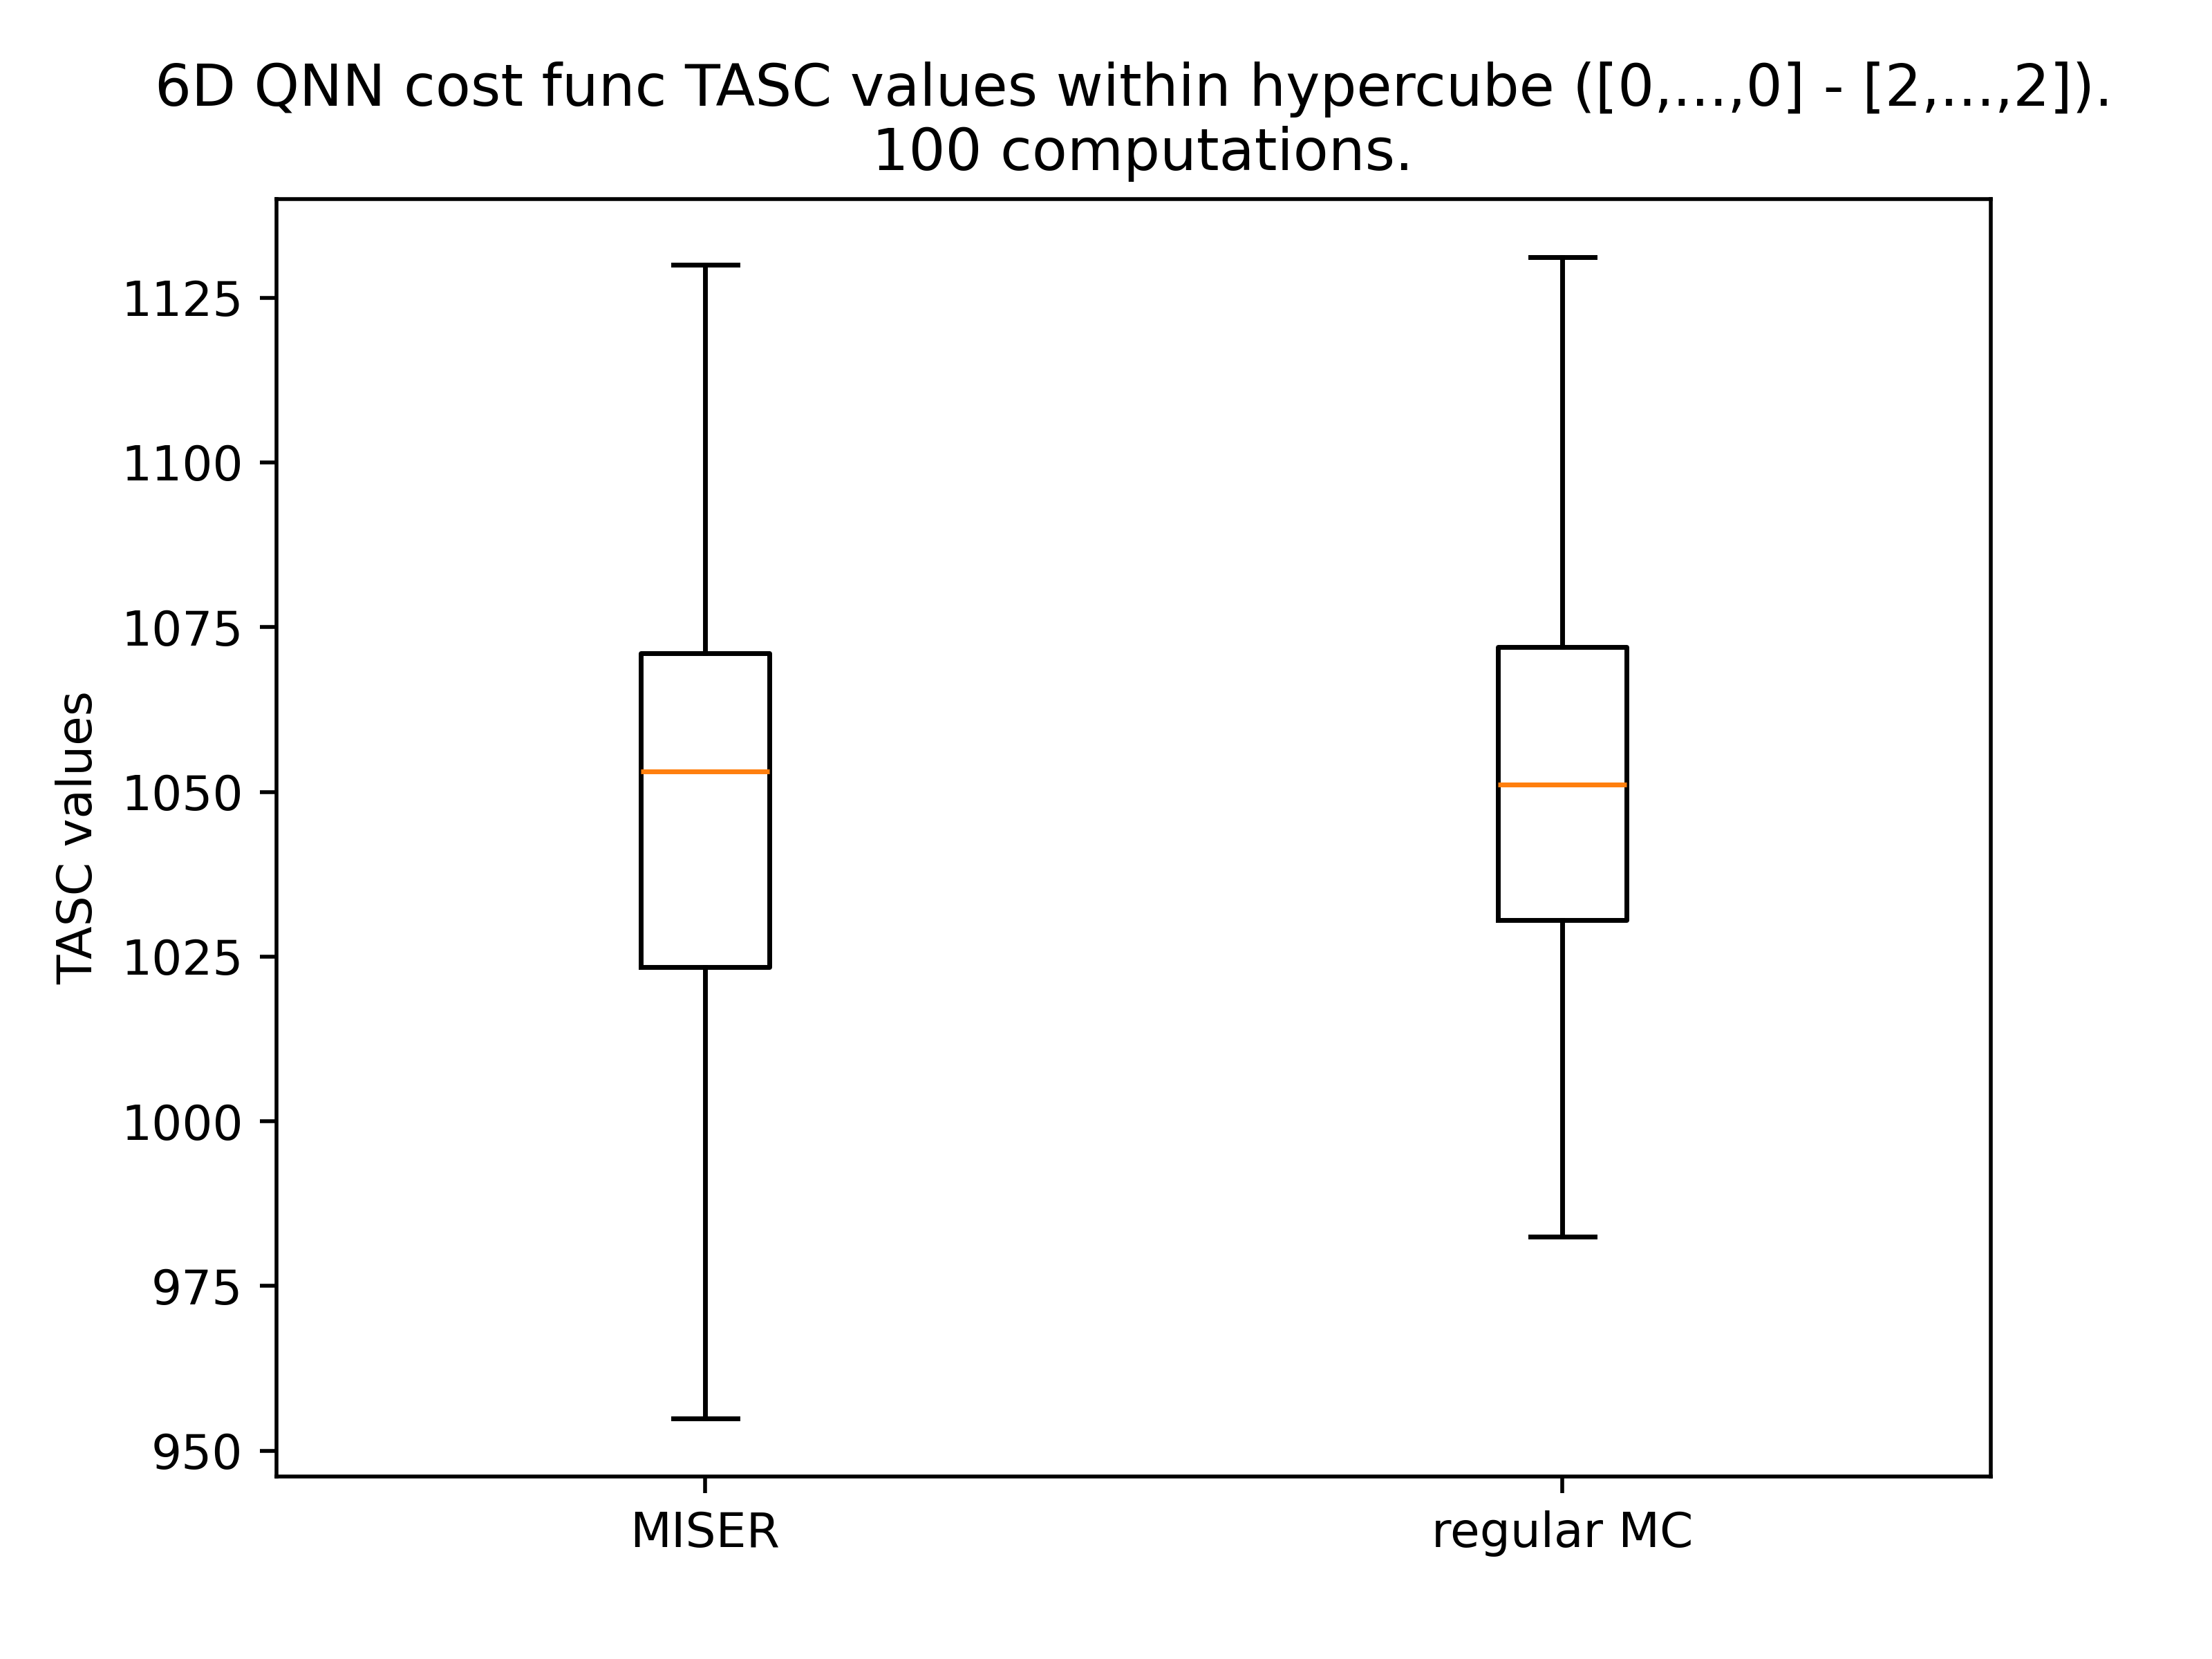 6D QNN cost func TASC values within hypercube ([0,...,0] - [2,...,2]).
100 computations.
TASC values
1125
1100
1075
1050
1025
1000
975
950
MISER
regular MC